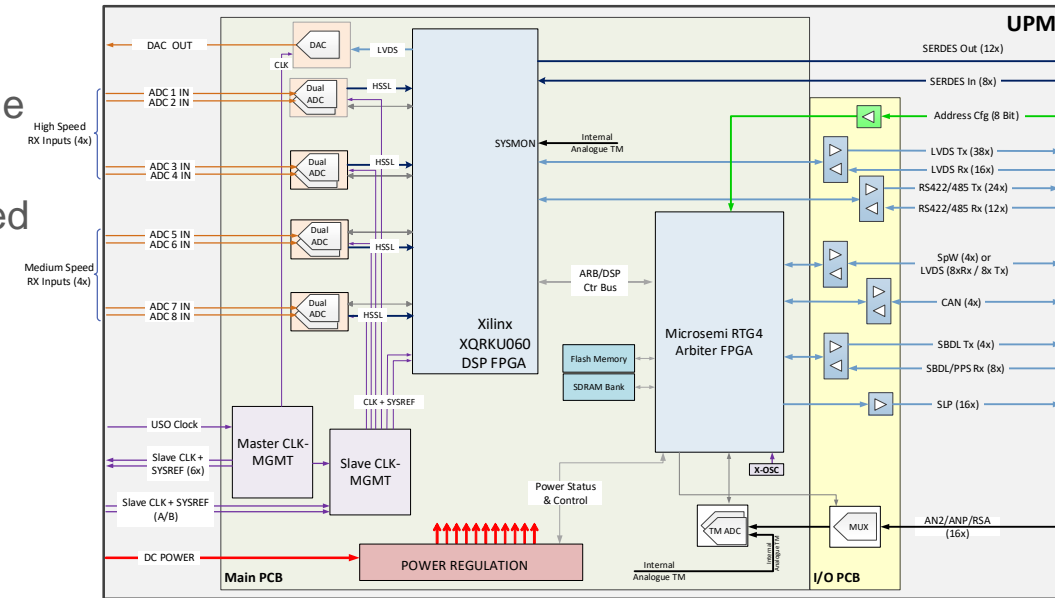 UPM
e
ed
DAC OUT
DAC
LVDS
CLK
SERDES Out (12x)
SERDES In (8x)
ADC 1 IN
ADC 2 IN
Dual
ADC
HSSL
High Speed
RX Inputs (4x)
Address Cfg (8 Bit)
SYSMON
Internal
Analogue TM
LVDS Tx (38x)
LVDS Rx (16x)
ADC 3 IN
ADC 4 IN
Dual
ADC
HSSL
RS422/485 Tx (24x)
RS422/485 Rx (12x)
ADC 5 IN
ADC 6 IN
Dual
ADC
HSSL
Medium Speed
RX Inputs (4x)
SpW (4x) or
LVDS (8xRx / 8x Tx)
ARB/DSP
Ctr Bus
CAN (4x)
ADC 7 IN
ADC 8 IN
Dual
ADC
HSSL
Xilinx
XQRKU060
DSP FPGA
Microsemi RTG4
Arbiter FPGA
SBDL Tx (4x)
SBDL/PPS Rx (8x)
Flash Memory
SDRAM Bank
CLK + SYSREF
SLP (16x)
USO Clock
Master CLK-
MGMT
Slave CLK +
SYSREF (6x)
Slave CLK-
MGMT
X-OSC
Slave CLK + SYSREF
(A/B)
Power Status
& Control
TM ADC
MUX
AN2/ANP/RSA
(16x)
DC POWER
POWER REGULATION
Internal
Analogue TM
Internal
Analogue TM
Main PCB
I/O PCB